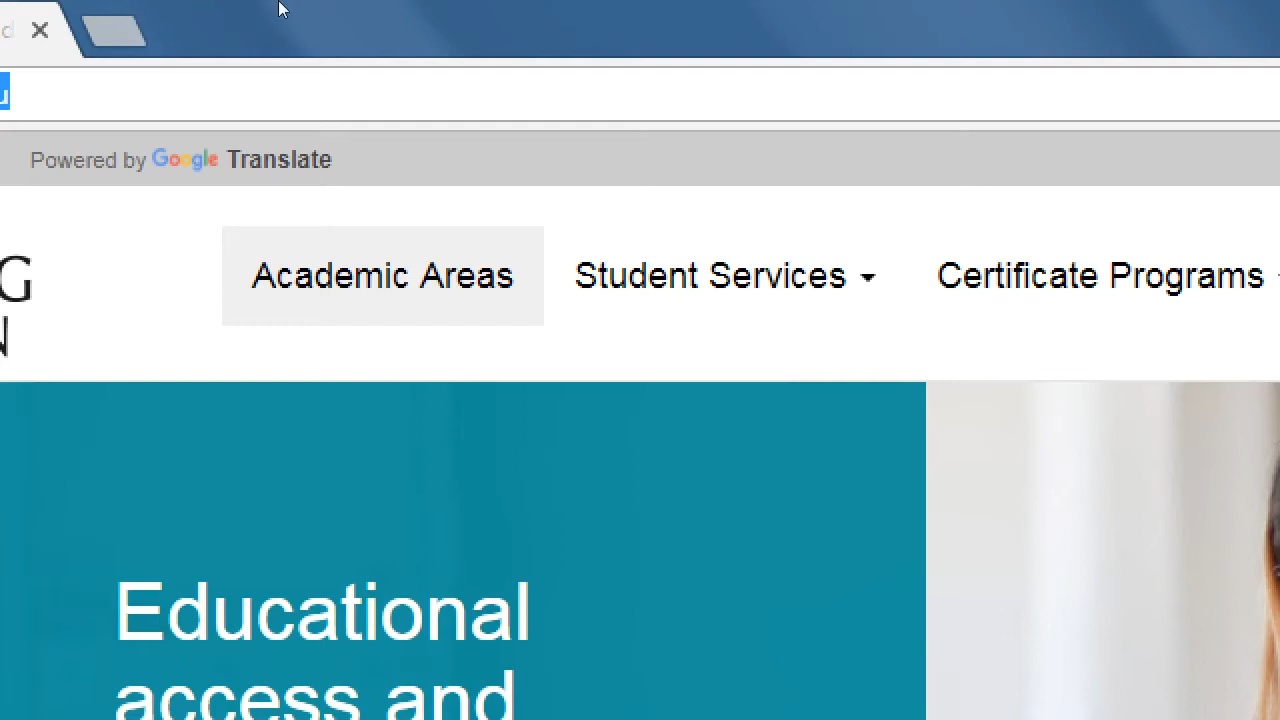 d
u
Powered by Google Translate
G
N
Academic Areas
Student Services
Certificate Programs
Educational
access and